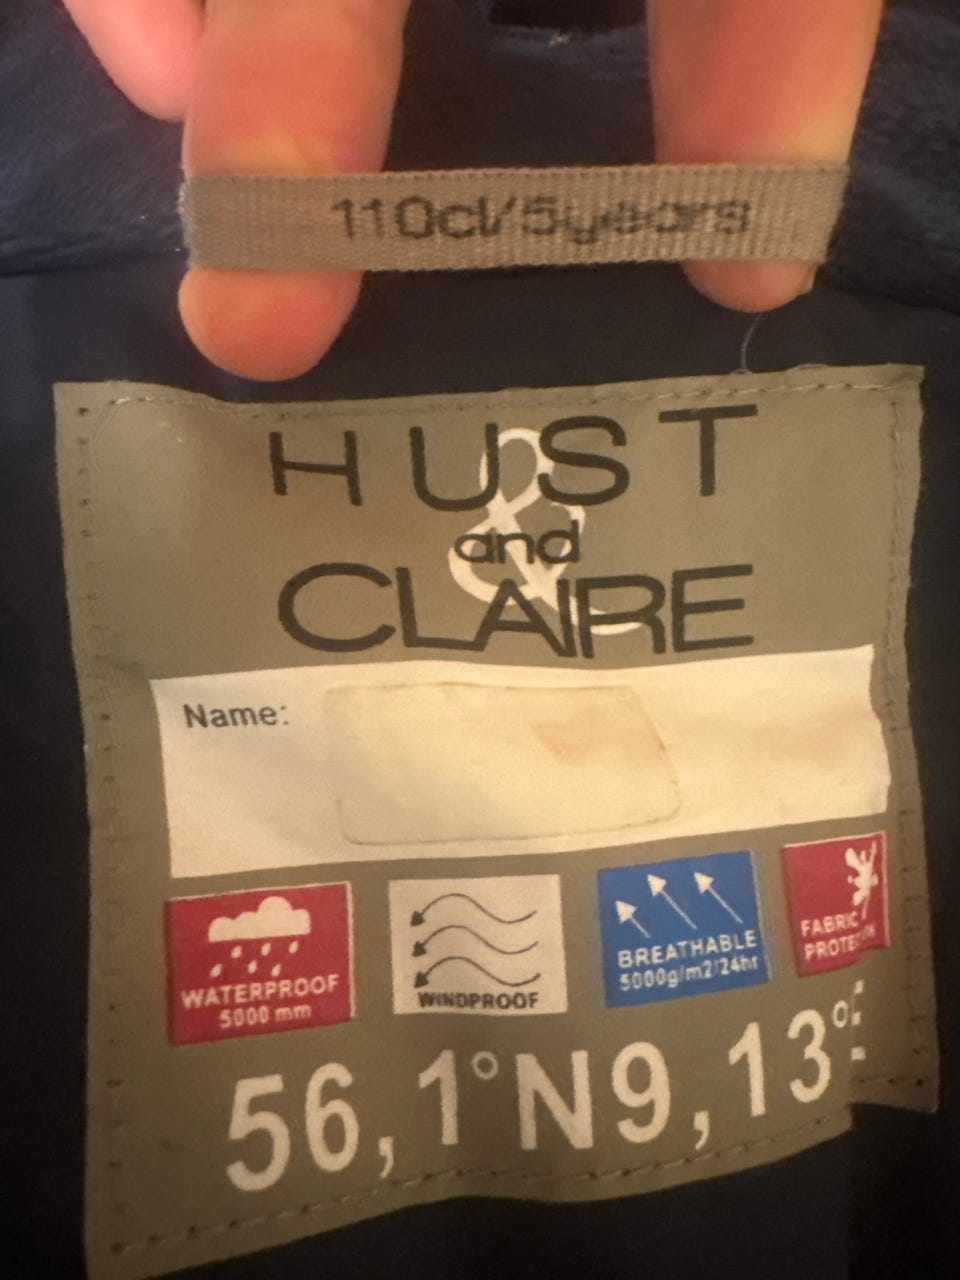 110cl/5years
HUST
&
and
CLAIRE
Name:
WATERPROOF
5000 mm
WINDPROOF
BREATHABLE
5000g/m2/24hr
FABRIC
56,1°N9,13°